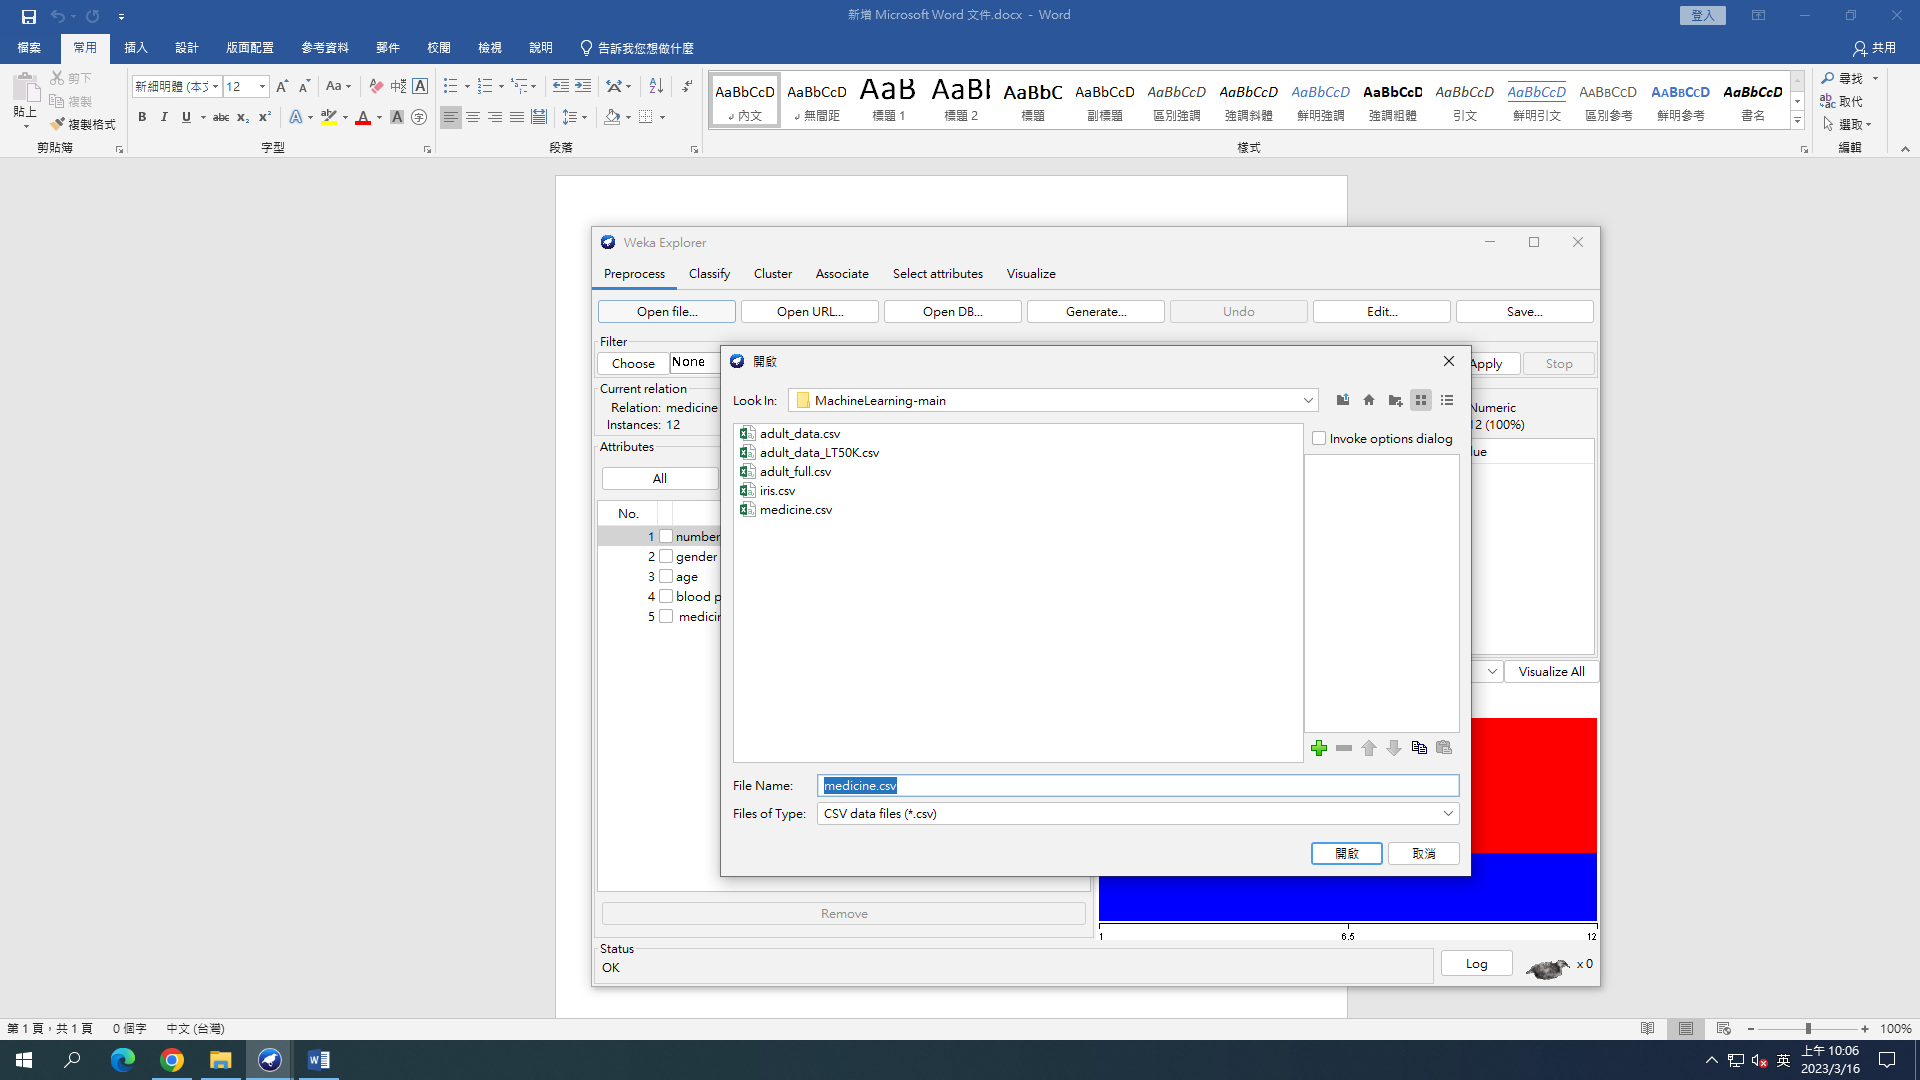 新增 Microsoft Word 文件.docx - Word
登入
檔案 常用 插入 設計 版面配置 參考資料 郵件 校閱 檢視 說明 告訴我您想做什麼 共用
貼上
剪下
複製
複製格式
剪貼簿
新細明體 (本文 12
字型
段落
AaBbCcD AaBbCcD AaB AaBl AaBbC AaBbCcD AaBbCcD AaBbCcD AaBbCcD AaBbCcD AaBbCcD AaBbCcD AaBbCcD AaBbCcD AaBbCcD
內文 無間距 標題 1 標題 2 標題 副標題 區別強調 強調斜體 鮮明強調 強調粗體 引文 鮮明引文 區別參考 鮮明參考 書名
樣式
尋找
取代
選取
編輯
Weka Explorer
Preprocess Classify Cluster Associate Select attributes Visualize
Open file... Open URL... Open DB... Generate... Undo Edit... Save...
Filter
Choose None Apply Stop
Current relation
Relation: medicine
Instances: 12
Numeric
12 (100%)
Attributes
All
No.
1 number
2 gender
3 age
4 blood p
5 medicin
lue
Visualize All
開啟
Look In: MachineLearning-main
adult_data.csv
adult_data_LT50K.csv
adult_full.csv
iris.csv
medicine.csv
Invoke options dialog
File Name: medicine.csv
Files of Type: CSV data files (*.csv)
開啟 取消
Remove
1 6.5 12
Status
OK
Log
x 0
第 1 頁，共 1 頁 0 個字 中文 (台灣) 100%
英
上午 10:06
2023/3/16